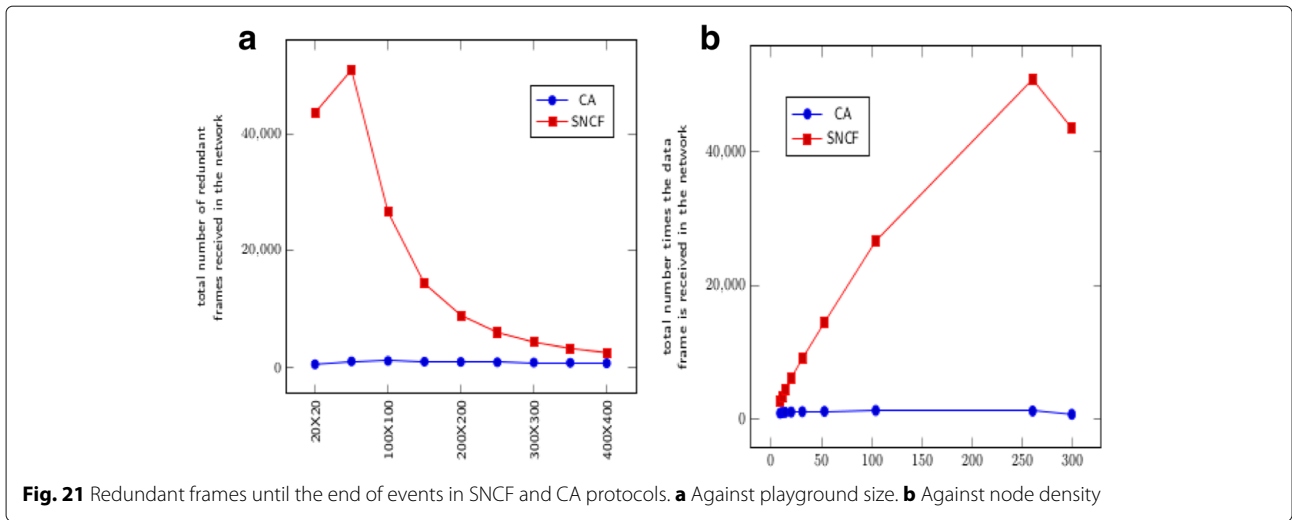 a
total number of redundant
frames received in the network
40,000
20,000
0
CA
SNCF
20X20
100X100
200X200
300X300
400X400
b
total number times the data
frame is received in the network
40,000
20,000
0
CA
SNCF
0
50
100
150
200
250
300
Fig. 21 Redundant frames until the end of events in SNCF and CA protocols. a Against playground size. b Against node density